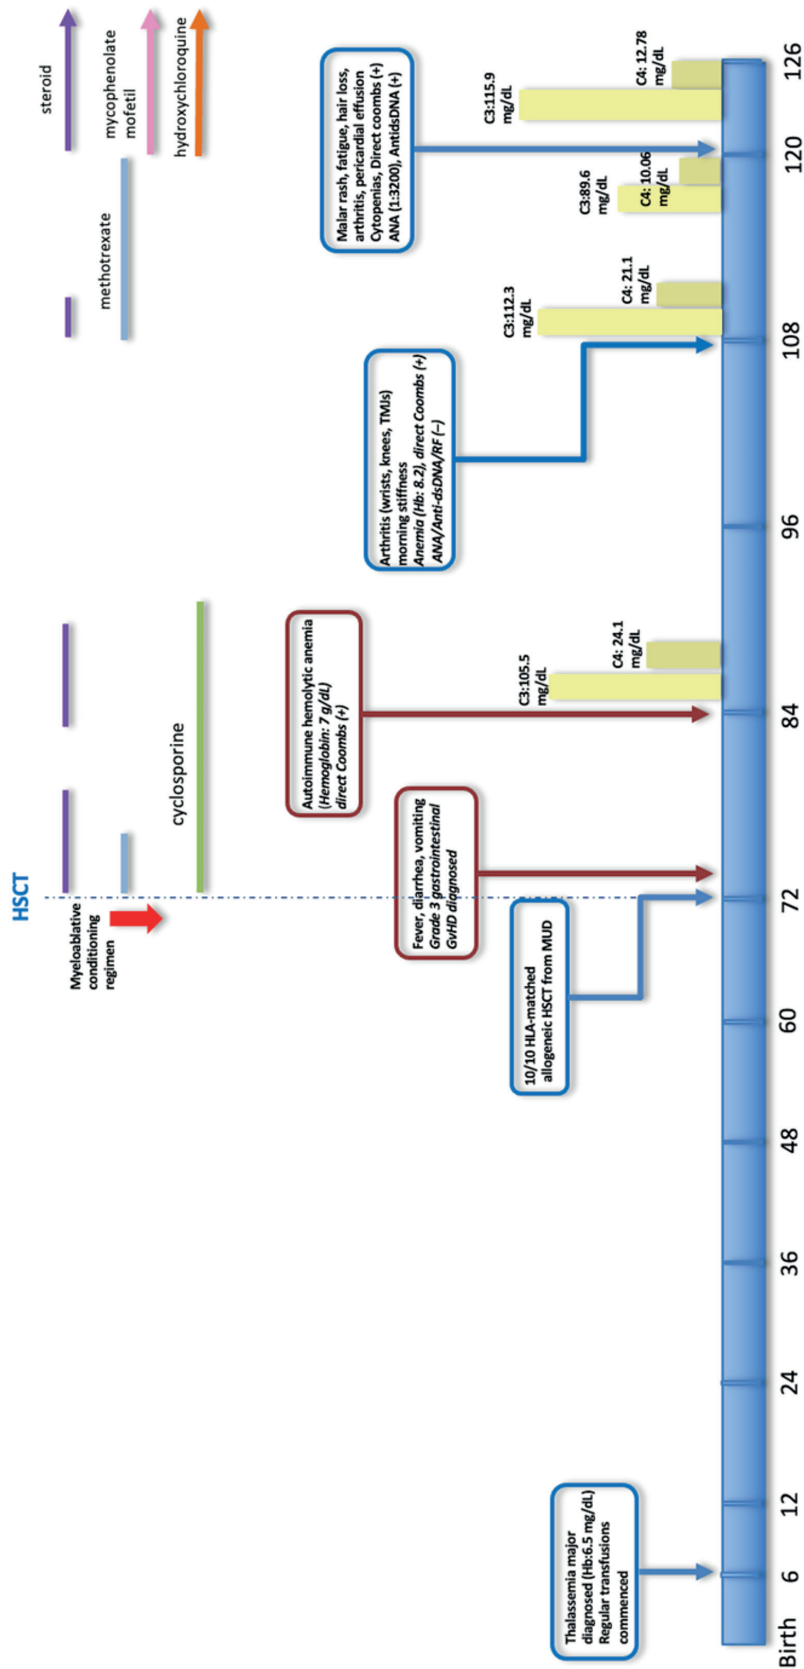 HSCT
Myeloablative
conditioning
regimen
steroid
mycophenolate
mofetil
hydroxychloroquine
methotrexate
cyclosporine
Thalassemia major
diagnosed (Hb:6.5 mg/dL)
Regular transfusions
commenced
10/10 HLA-matched
allogeneic HSCT from MUD
Fever, diarrhea, vomiting
Grade 3 gastrointestinal
GvHD diagnosed
Autoimmune hemolytic anemia
(Hemoglobin: 7 g/dL)
direct Coombs (+)
Arthritis (wrists, knees, TMJs)
morning stiffness
Anemia (Hb: 8.2), direct Coombs (+)
ANA/Anti-dsDNA/RF (–)
Malar rash, fatigue, hair loss,
arthritis, pericardial effusion
Cytopenias, Direct coombs (+)
ANA (1:3200), AntidsDNA (+)
C3:105.5
mg/dL
C4: 24.1
mg/dL
C3:112.3
mg/dL
C4: 21.1
mg/dL
C3:89.6
mg/dL
C4: 10.06
mg/dL
C3:115.9
mg/dL
C4: 12.78
mg/dL
Birth 6 12 24 36 48 60 72 84 96 108 120 126